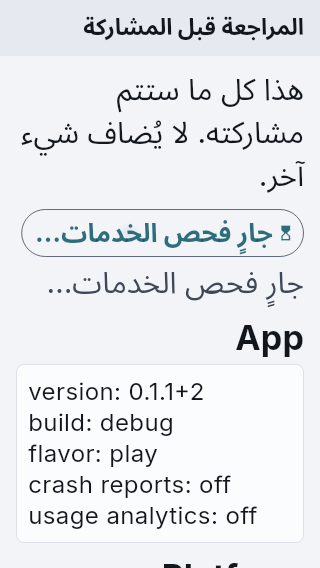 المراجعة قبل المشاركة
هذا كل ما ستتم
مشاركته. لا يُضاف شيء
آخر.
جارٍ فحص الخدمات...
جارٍ فحص الخدمات...
App
version: 0.1.1+2
build: debug
flavor: play
crash reports: off
usage analytics: off